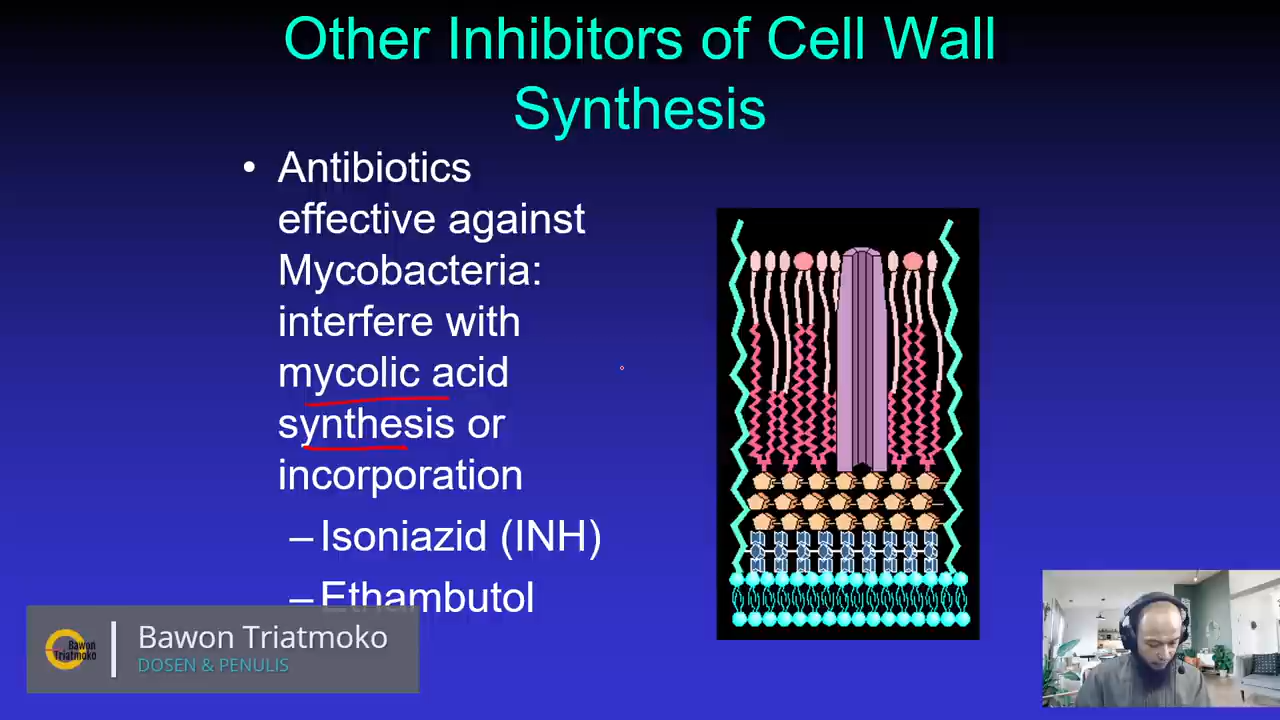 Other Inhibitors of Cell Wall
Synthesis
• Antibiotics
effective against
Mycobacteria:
interfere with
mycolic acid
synthesis or
incorporation
– Isoniazid (INH)
– Ethambutol
Bawon
Triatmoko
Bawon Triatmoko
DOSEN & PENULIS